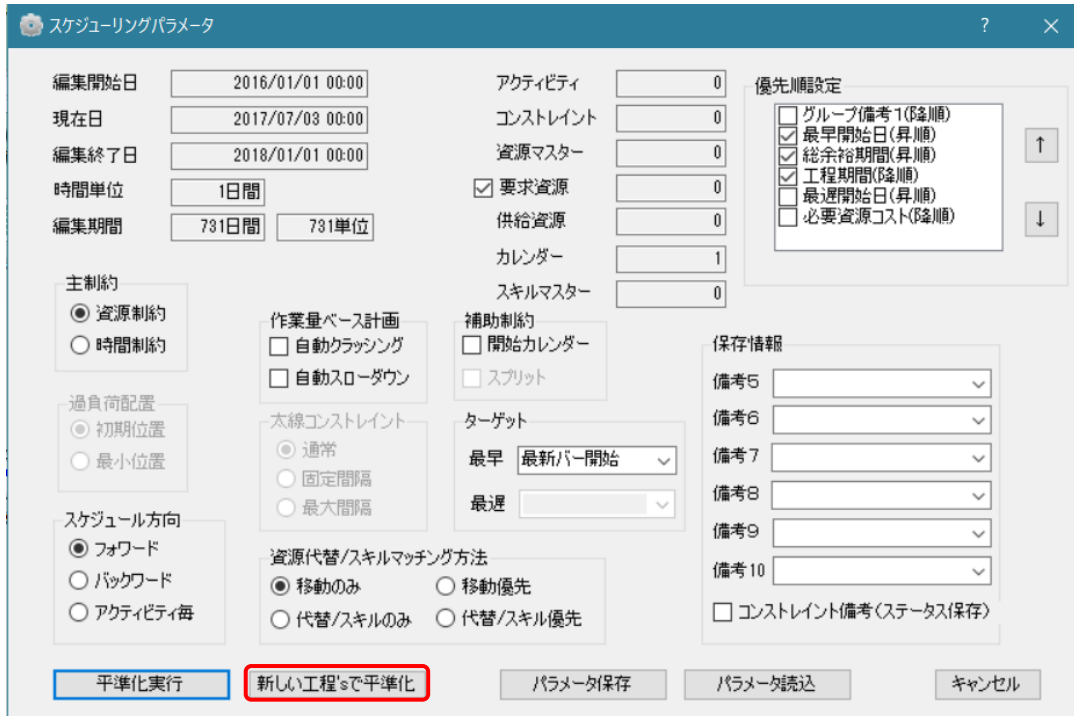 スケジューリングパラメータ
?
編集開始日 2016/01/01 00:00
現在日 2017/07/03 00:00
編集終了日 2018/01/01 00:00
時間単位 1日間
編集期間 731日間 731単位
アクティビティ 0
コンストレイント 0
資源マスター 0
要求資源 0
供給資源 0
カレンダー 1
スキルマスター 0
優先順設定
グループ備考1(降順)
最早開始日(昇順)
総余裕期間(昇順)
工程期間(降順)
最遅開始日(昇順)
必要資源コスト(降順)
↑
↓
主制約
資源制約
時間制約
過負荷配置
初期位置
最小位置
スケジュール方向
フォワード
バックワード
アクティビティ毎
作業量ベース計画
自動クラッシング
自動スローダウン
太線コンストレイント
通常
固定間隔
最大間隔
補助制約
開始カレンダー
スプリット
ターゲット
最早 最新バー開始
最遅
資源代替/スキルマッチング方法
移動のみ 移動優先
代替/スキルのみ 代替/スキル優先
保存情報
備考5
備考6
備考7
備考8
備考9
備考10
コンストレイント備考(ステータス保存)
平準化実行 新しい工程'sで平準化 パラメータ保存 パラメータ読込 キャンセル